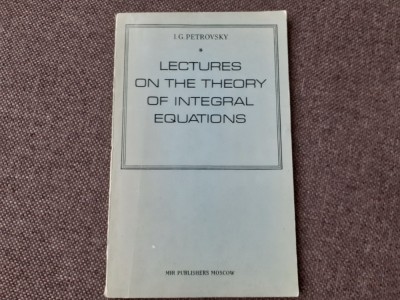 I.G.PETROVSKY
LECTURES
ON THE THEORY
OF INTEGRAL
EQUATIONS
MIR PUBLISHERS MOSCOW